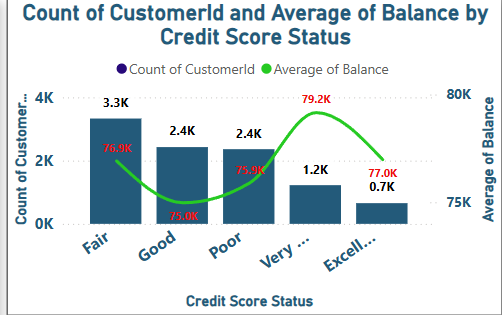 Count of CustomerId and Average of Balance by
Credit Score Status
Count of CustomerId Average of Balance
4K
2K
0K
Count of Customer...
3.3K
2.4K
2.4K
1.2K
0.7K
76.9K
75.0K
75.9K
79.2K
77.0K
80K
75K
Average of Balance
Fair
Good
Poor
Very ...
Excell...
Credit Score Status